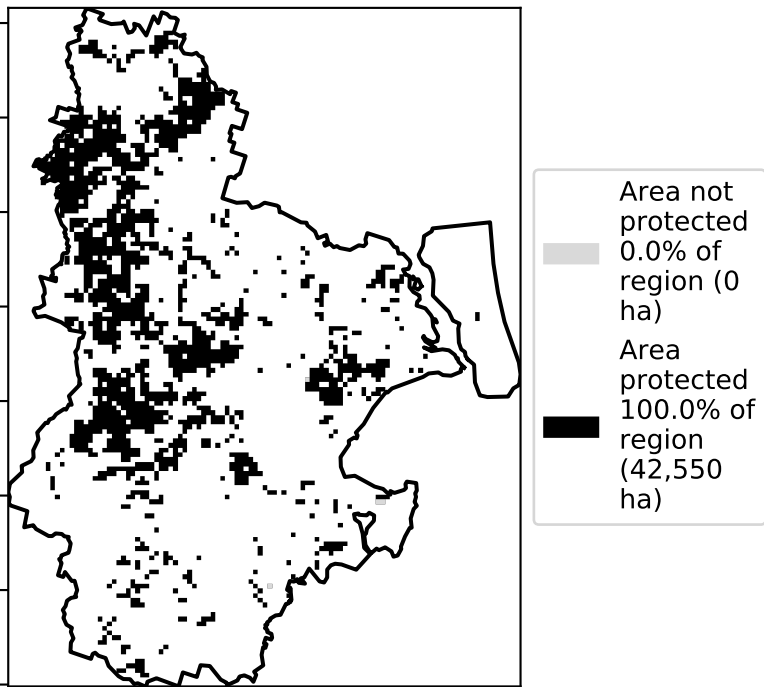 Area not
protected
0.0% of
region (0
ha)
Area
protected
100.0% of
region
(42,550
ha)